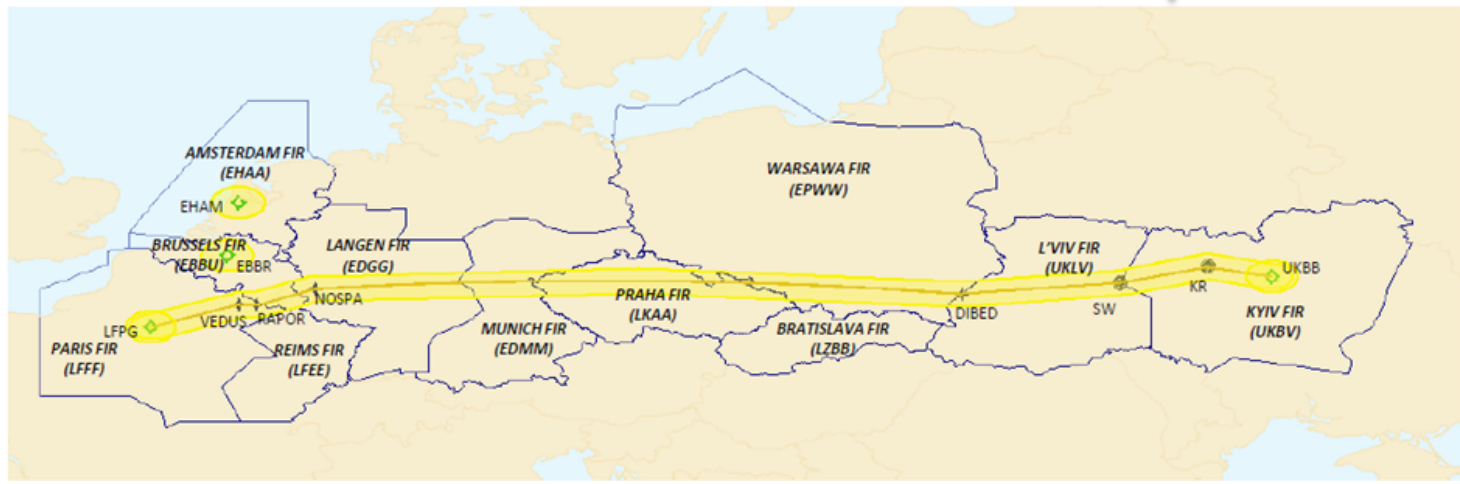 AMSTERDAM FIR
(EHAA)
EHAM
WARSAWA FIR
(EPWW)
BRUSSELS FIR
(EBBU)
EBBR
LANGEN FIR
(EDGG)
L'VIV FIR
(UKLV)
UKBB
KR
NOSPA
PRAHA FIR
(LKAA)
DIBED
SW
KYIV FIR
(UKBV)
LFPG
VEDUS
RAPOR
MUNICH FIR
(EDMM)
BRATISLAVA FIR
(LZBB)
PARIS FIR
(LFFF)
REIMS FIR
(LFEE)